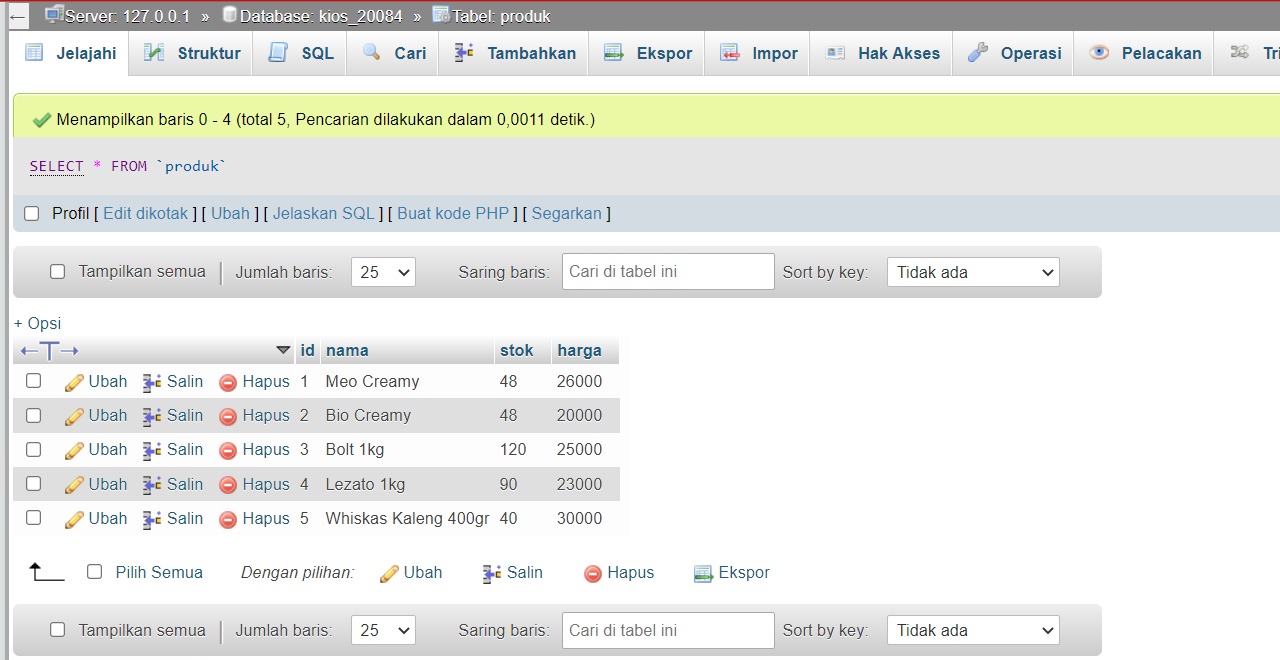 Server: 127.0.0.1 » Database: kios_20084 » Tabel: produk
Jelajahi Struktur SQL Cari Tambahkan Ekspor Impor Hak Akses Operasi Pelacakan
Menampilkan baris 0 - 4 (total 5, Pencarian dilakukan dalam 0,0011 detik.)
SELECT * FROM `produk`
Profil [ Edit dikotak ] [ Ubah ] [ Jelaskan SQL ] [ Buat kode PHP ] [ Segarkan ]
Tampilkan semua | Jumlah baris: 25 Saring baris: Cari di tabel ini Sort by key: Tidak ada
+ Opsi
←T→ id nama stok harga
Ubah Salin Hapus 1 Meo Creamy 48 26000
Ubah Salin Hapus 2 Bio Creamy 48 20000
Ubah Salin Hapus 3 Bolt 1kg 120 25000
Ubah Salin Hapus 4 Lezato 1kg 90 23000
Ubah Salin Hapus 5 Whiskas Kaleng 400gr 40 30000
Pilih Semua Dengan pilihan: Ubah Salin Hapus Ekspor
Tampilkan semua | Jumlah baris: 25 Saring baris: Cari di tabel ini Sort by key: Tidak ada